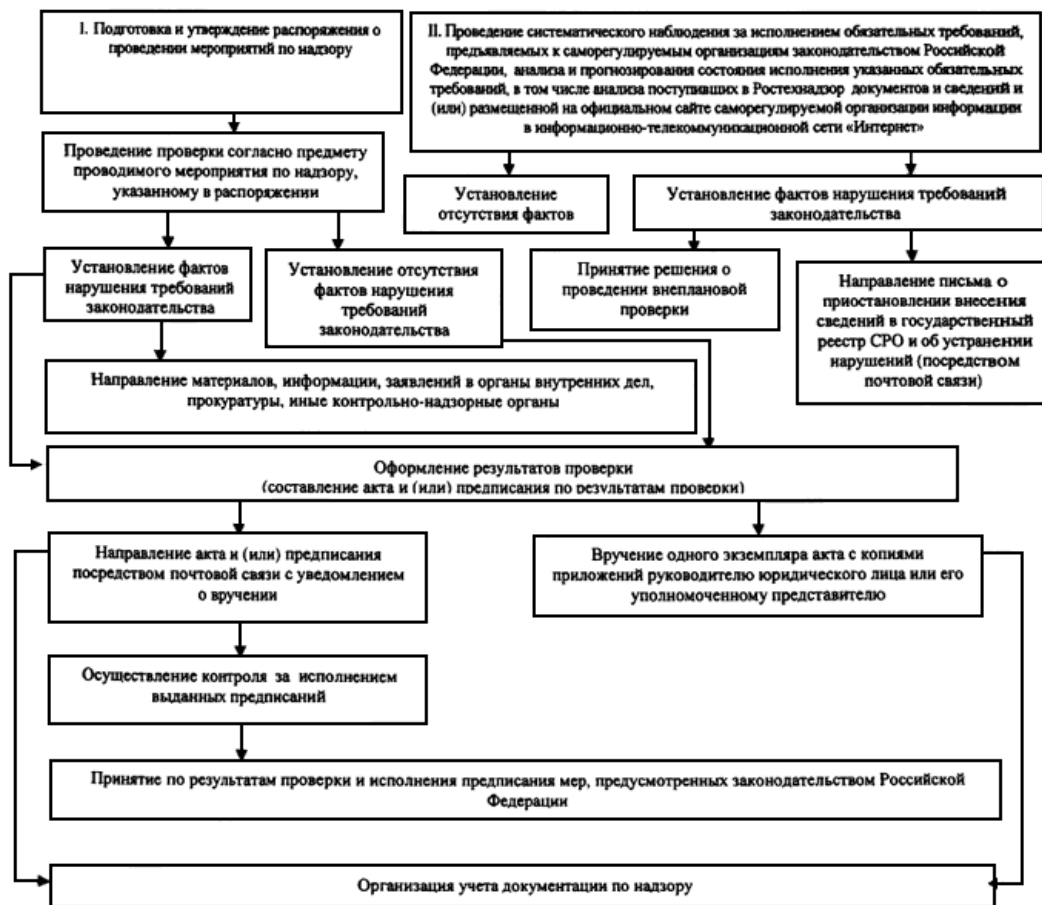 I. Подготовка и утверждение распоряжения о
проведении мероприятий по надзору
II. Проведение систематического наблюдения за исполнением обязательных требований,
предъявляемых к саморегулируемым организациям законодательством Российской
Федерации, анализа и прогнозирования состояния исполнения указанных обязательных
требований, в том числе анализа поступивших в Ростехнадзор документов и сведений и
(или) размещенной на официальном сайте саморегулируемой организации информации
в информационно-телекоммуникационной сети «Интернет»
Проведение проверки согласно предмету
проводимого мероприятия по надзору,
указанному в распоряжении
Установление
отсутствия фактов
Установление фактов нарушения требований
законодательства
Установление фактов
нарушения требований
законодательства
Установление отсутствия
фактов нарушения
требований
законодательства
Принятие решения о
проведении внеплановой
проверки
Направление письма о
приостановлении внесения
сведений в государственный
реестр СРО и об устранении
нарушений (посредством
почтовой связи)
Направление материалов, информации, заявлений в органы внутренних дел,
прокуратуры, иные контрольно-надзорные органы
Оформление результатов проверки
(составление акта и (или) предписания по результатам проверки)
Направление акта и (или) предписания
посредством почтовой связи с уведомлением
о вручении
Вручение одного экземпляра акта с копиями
приложений руководителю юридического лица или его
уполномоченному представителю
Осуществление контроля за исполнением
выданных предписаний
Принятие по результатам проверки и исполнения предписания мер, предусмотренных законодательством Российской
Федерации
Организация учета документации по надзору